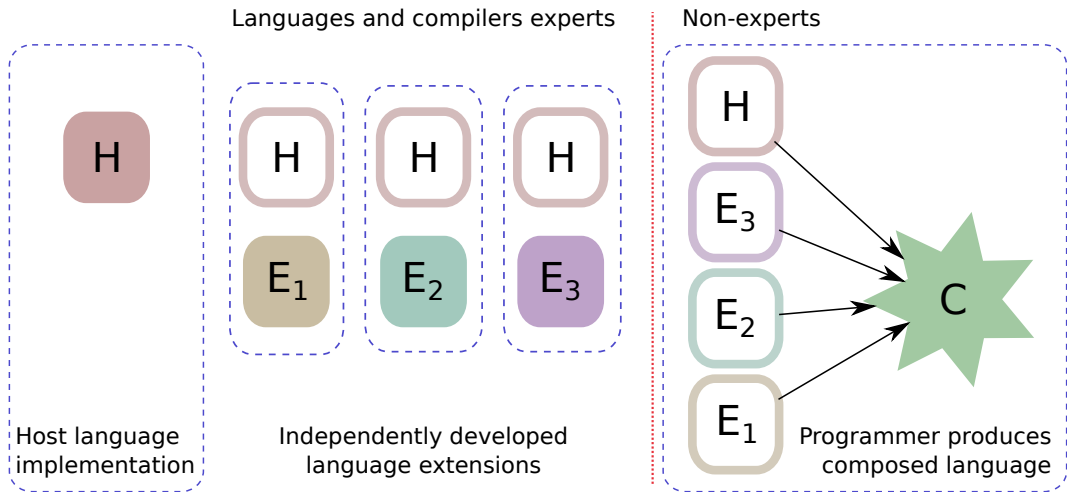 Languages and compilers experts
Non-experts
H
H
H
H
E1
E2
E3
Host language
implementation
Independently developed
language extensions
H
E3
E2
E1
C
Programmer produces
composed language